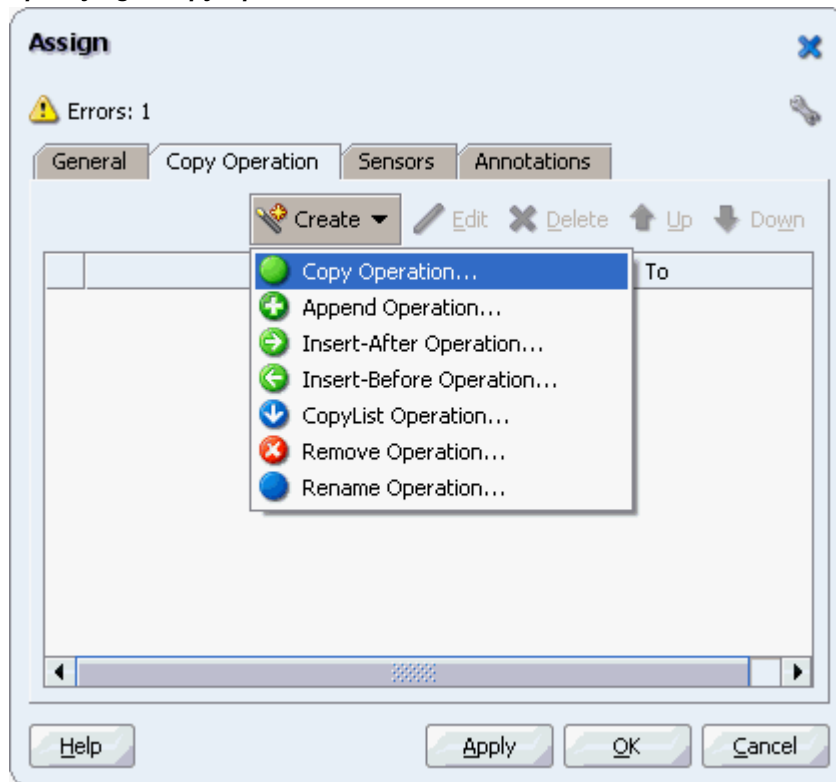 Assign
Errors: 1
General Copy Operation Sensors Annotations
Create Edit Delete Up Down
To
Copy Operation...
Append Operation...
Insert-After Operation...
Insert-Before Operation...
CopyList Operation...
Remove Operation...
Rename Operation...
Help Apply OK Cancel